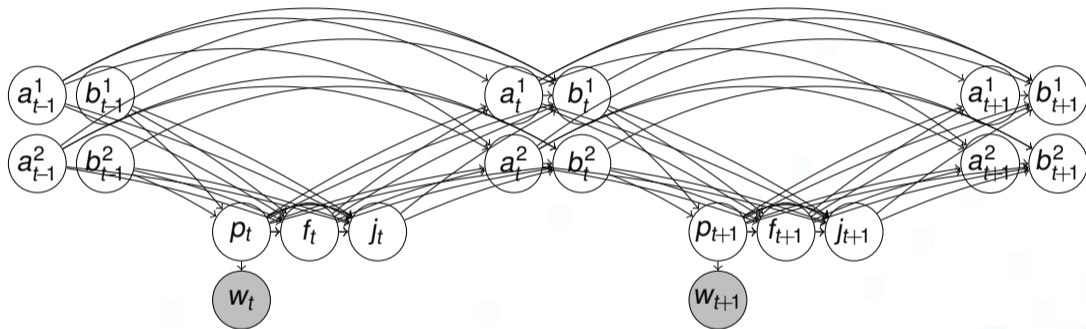 a¹ₜ₋₁ b¹ₜ₋₁ a¹ₜ b¹ₜ a¹ₜ₊₁ b¹ₜ₊₁
a²ₜ₋₁ b²ₜ₋₁ a²ₜ b²ₜ a²ₜ₊₁ b²ₜ₊₁
pₜ fₜ jₜ pₜ₊₁ fₜ₊₁ jₜ₊₁
wₜ wₜ₊₁